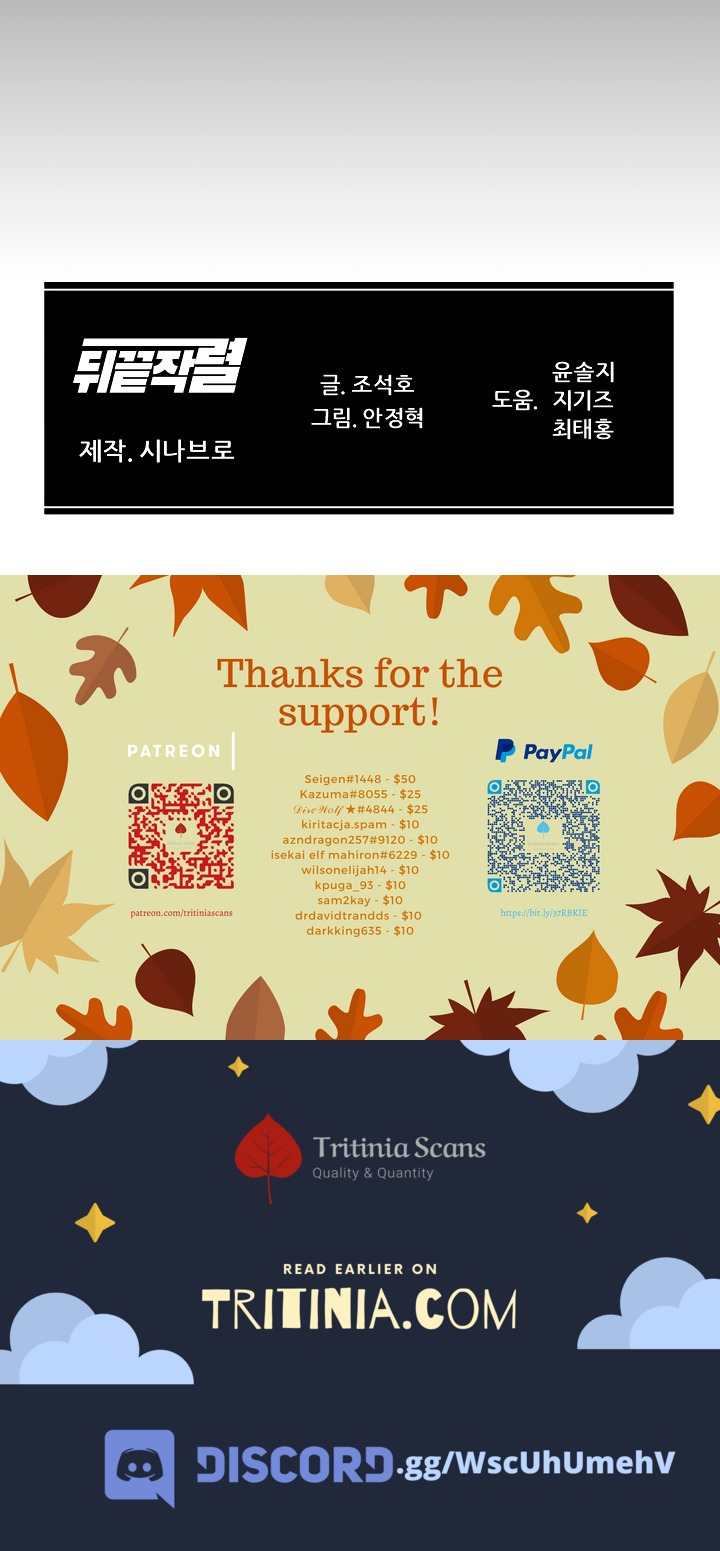 뒤끝작렬
제작. 시나브로
글. 조석호
그림. 안정혁
도움.
윤솔지
지기즈
최태홍
Thanks for the
support!
PATREON
patreon.com/tritiniascans
Seigen#1448 - $50
Kazuma#8055 - $25
𝒟𝒾𝓇𝑒𝒲𝑜𝓁𝒻 ★#4844 - $25
kiritacja.spam - $10
azndragon257#9120 - $10
isekai elf mahiron#6229 - $10
wilsonelijah14 - $10
kpuga_93 - $10
sam2kay - $10
drdavidtrandds - $10
darkking635 - $10
PayPal
https://bit.ly/37RBKIE
Tritinia Scans
Quality & Quantity
READ EARLIER ON
TRITINIA.COM
DISCORD.gg/WscUhUmehV